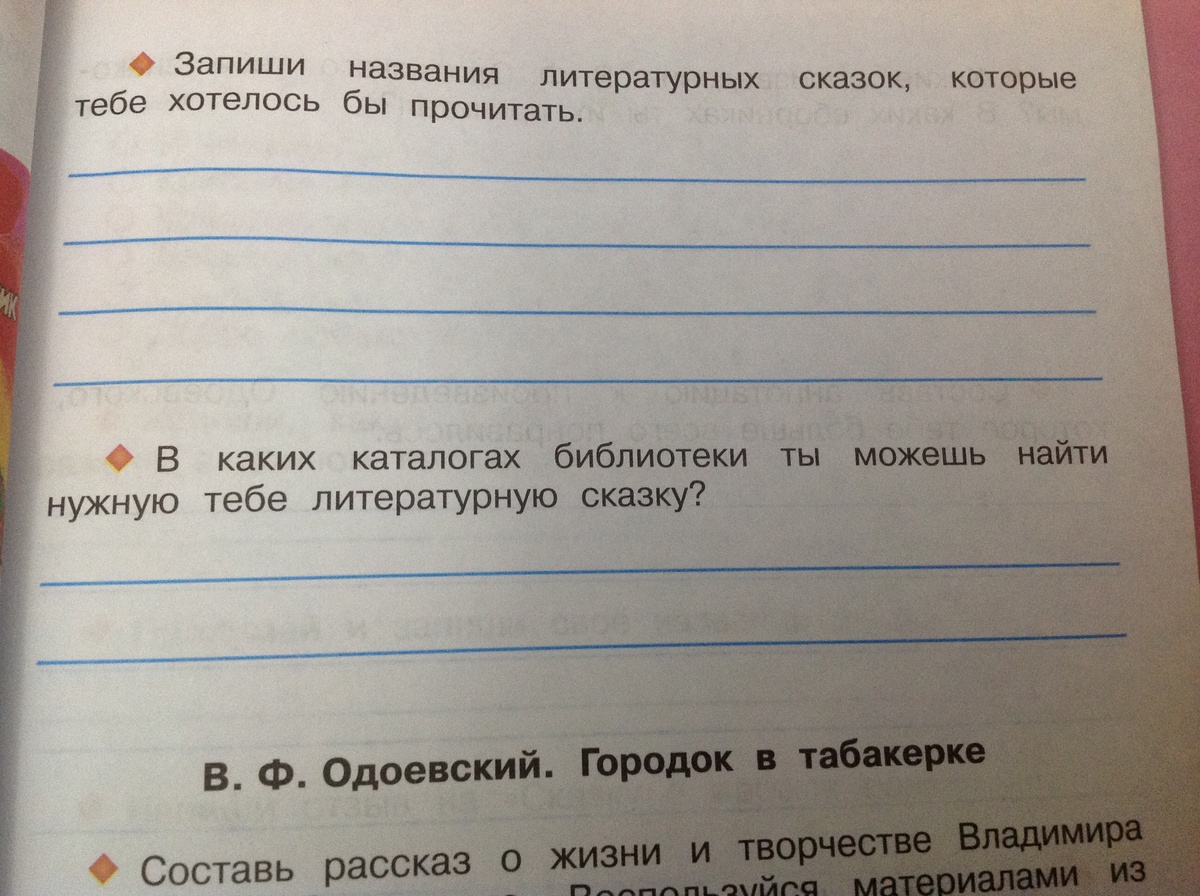 Запиши названия литературных сказок, которые
тебе хотелось бы прочитать.
В каких каталогах библиотеки ты можешь найти
нужную тебе литературную сказку?
В. Ф. Одоевский. Городок в табакерке
Составь рассказ о жизни и творчестве Владимира
Воспользуйся материалами из